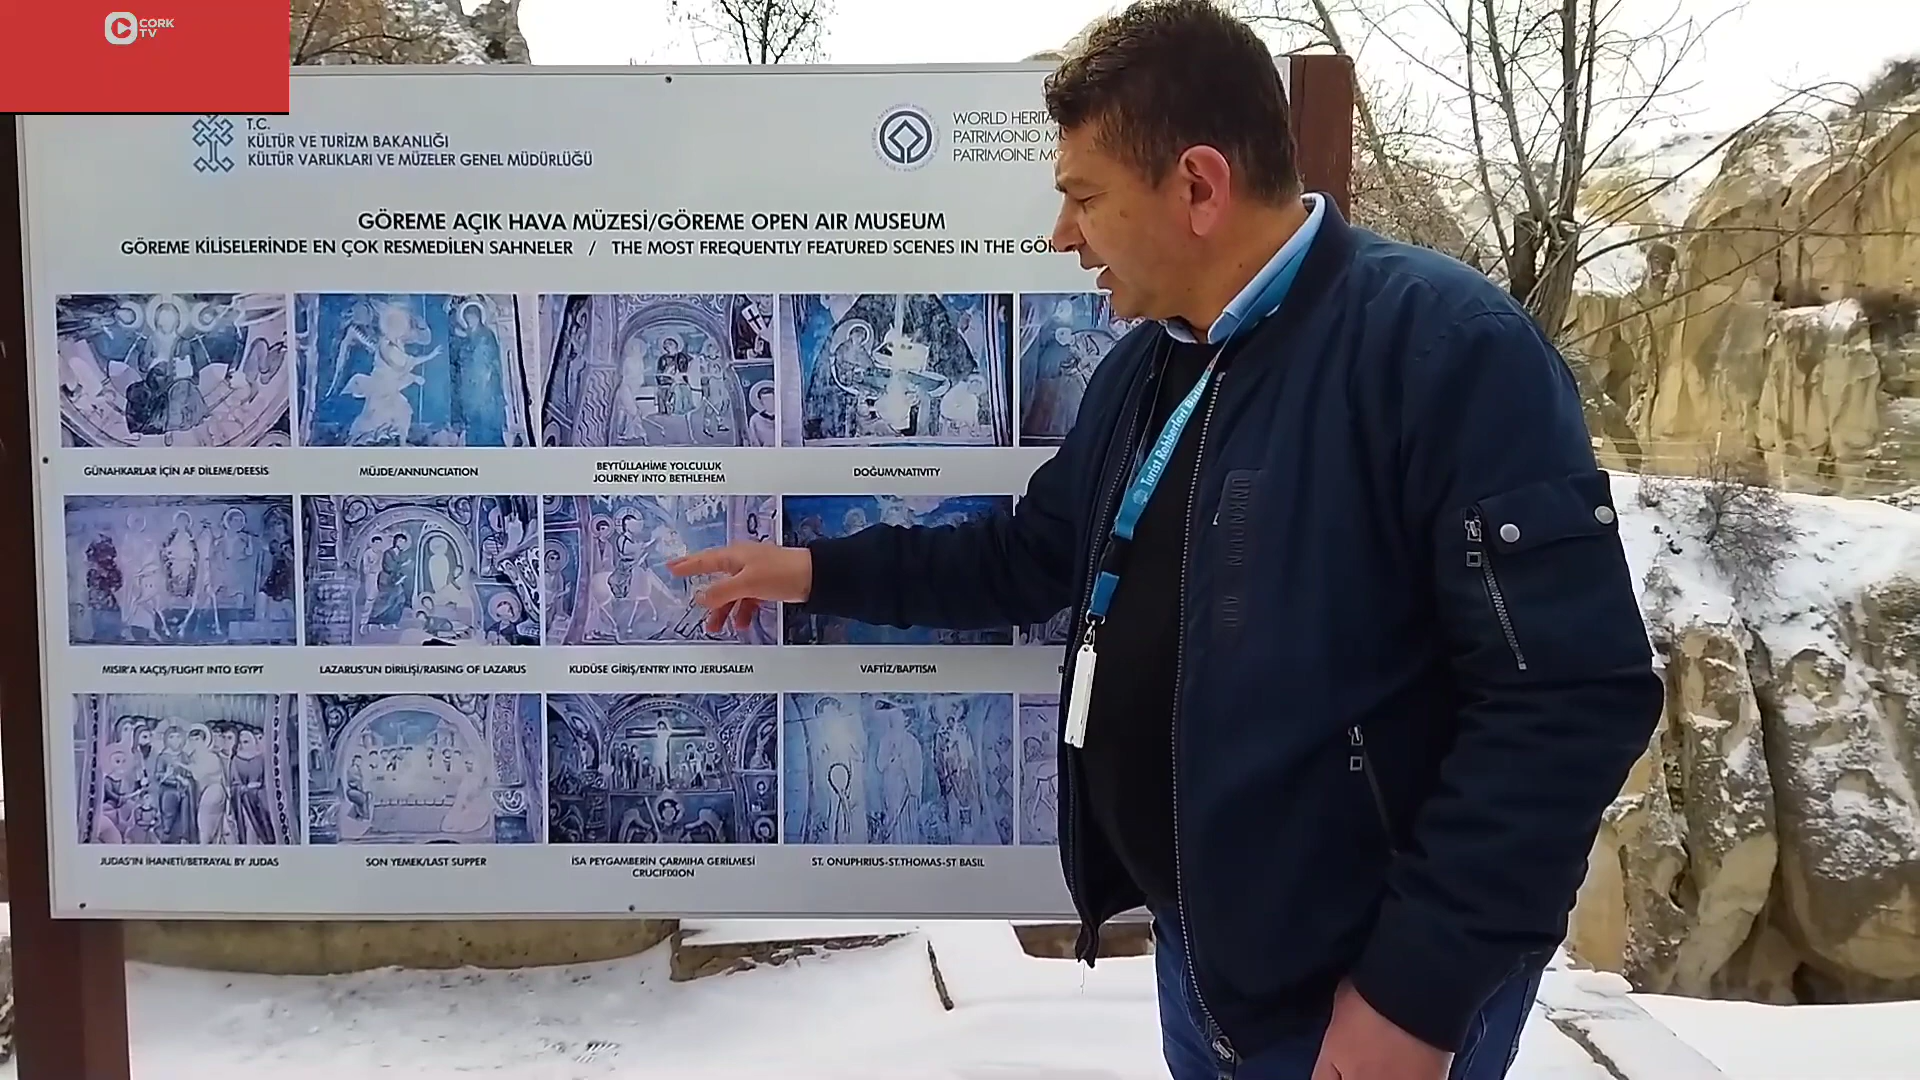 CORK
TV
T.C.
KÜLTÜR VE TURİZM BAKANLIĞI
KÜLTÜR VARLIKLARI VE MÜZELER GENEL MÜDÜRLÜĞÜ
WORLD HERITA
PATRIMONIO M
PATRIMOINE MO
GÖREME AÇIK HAVA MÜZESİ/GÖREME OPEN AIR MUSEUM
GÖREME KİLİSELERİNDE EN ÇOK RESMEDİLEN SAHNELER / THE MOST FREQUENTLY FEATURED SCENES IN THE GÖR
GÜNAHKARLAR İÇİN AF DİLEME/DEESIS
MÜJDE/ANNUNCIATION
BEYTÜLLAHİME YOLCULUK
JOURNEY INTO BETHLEHEM
DOĞUM/NATIVITY
MISIR'A KAÇIŞ/FLIGHT INTO EGYPT
LAZARUS'UN DİRİLİŞİ/RAISING OF LAZARUS
KUDÜSE GİRİŞ/ENTRY INTO JERUSALEM
VAFTİZ/BAPTISM
JUDAS'IN İHANETİ/BETRAYAL BY JUDAS
SON YEMEK/LAST SUPPER
İSA PEYGAMBERİN ÇARMIHA GERİLMESİ
CRUCIFIXION
ST. ONUPHRIUS-ST.THOMAS-ST BASIL
Turist Rehberleri Birliği
UNKNOWN